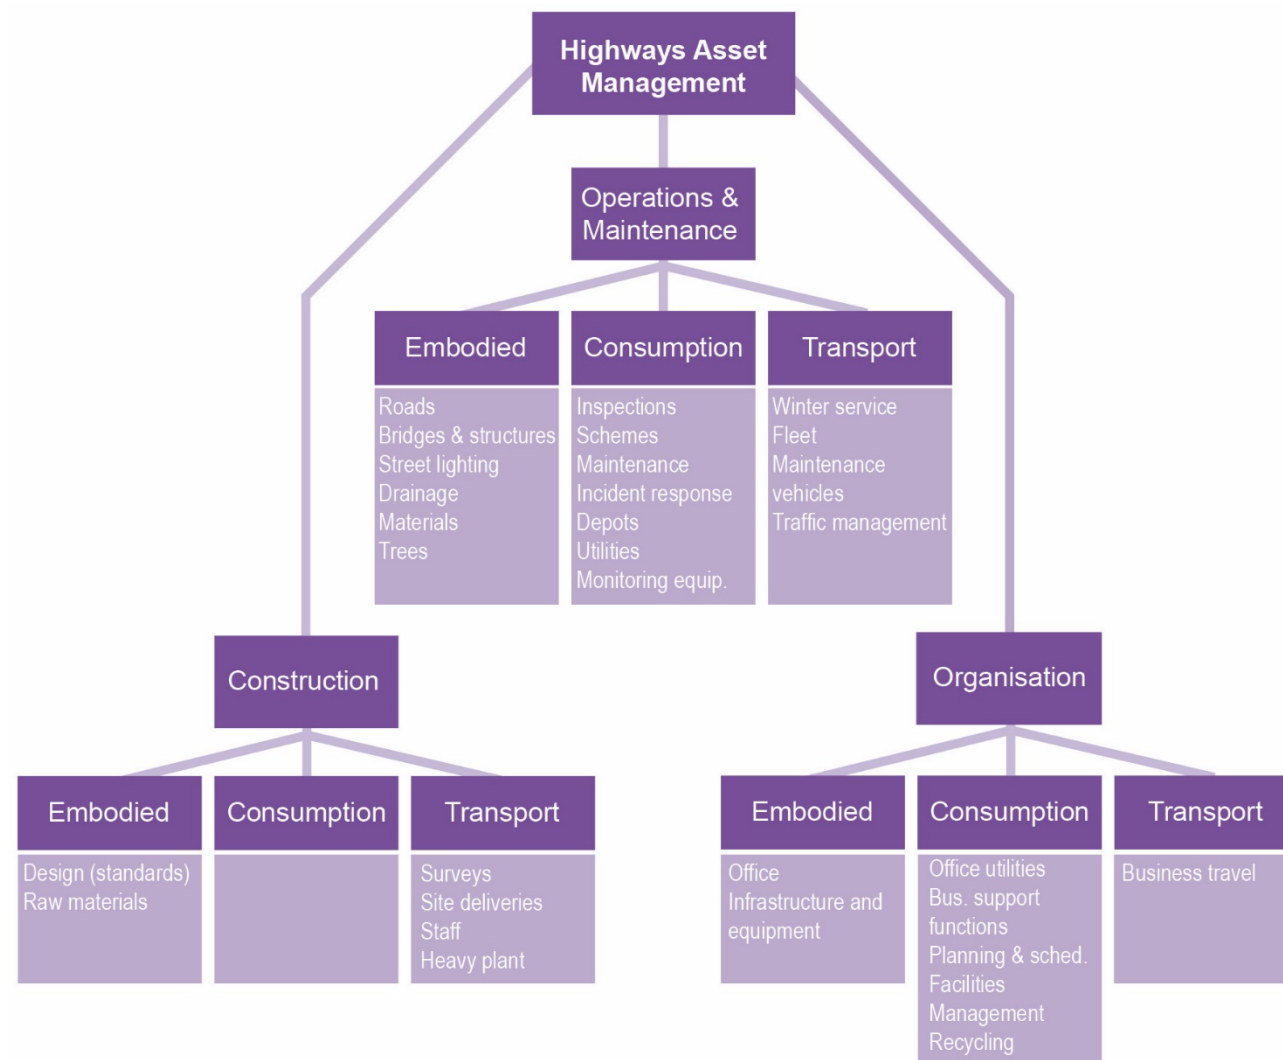 Highways Asset
Management
Operations &
Maintenance
Embodied
Roads
Bridges & structures
Street lighting
Drainage
Materials
Trees
Consumption
Inspections
Schemes
Maintenance
Incident response
Depots
Utilities
Monitoring equip.
Transport
Winter service
Fleet
Maintenance
vehicles
Traffic management
Construction
Embodied
Design (standards)
Raw materials
Consumption
Transport
Surveys
Site deliveries
Staff
Heavy plant
Organisation
Embodied
Office
Infrastructure and
equipment
Consumption
Office utilities
Bus. support
functions
Planning & sched.
Facilities
Management
Recycling
Transport
Business travel